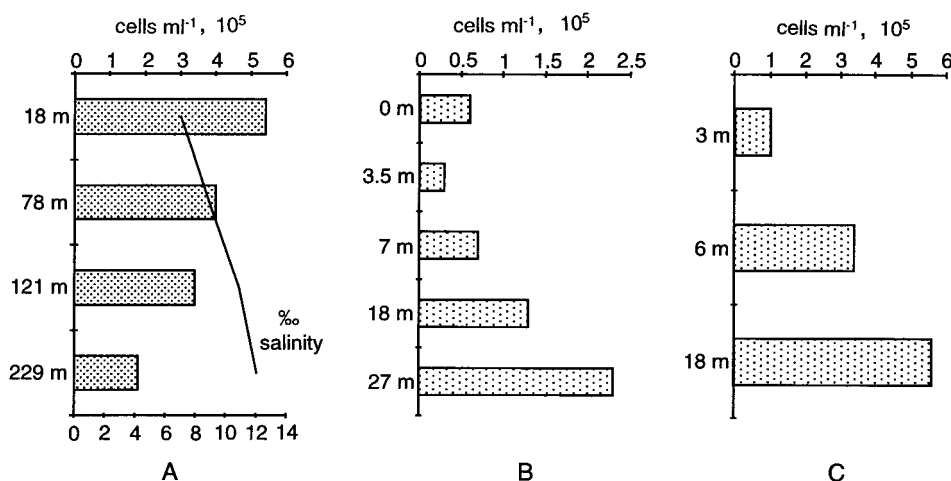 cells ml⁻¹, 10⁵
0 1 2 3 4 5 6
18 m
78 m
121 m
229 m
‰
salinity
0 2 4 6 8 10 12 14
A
cells ml⁻¹, 10⁵
0 0.5 1 1.5 2 2.5
0 m
3.5 m
7 m
18 m
27 m
B
cells ml⁻¹, 10⁵
0 1 2 3 4 5 6
3 m
6 m
18 m
C